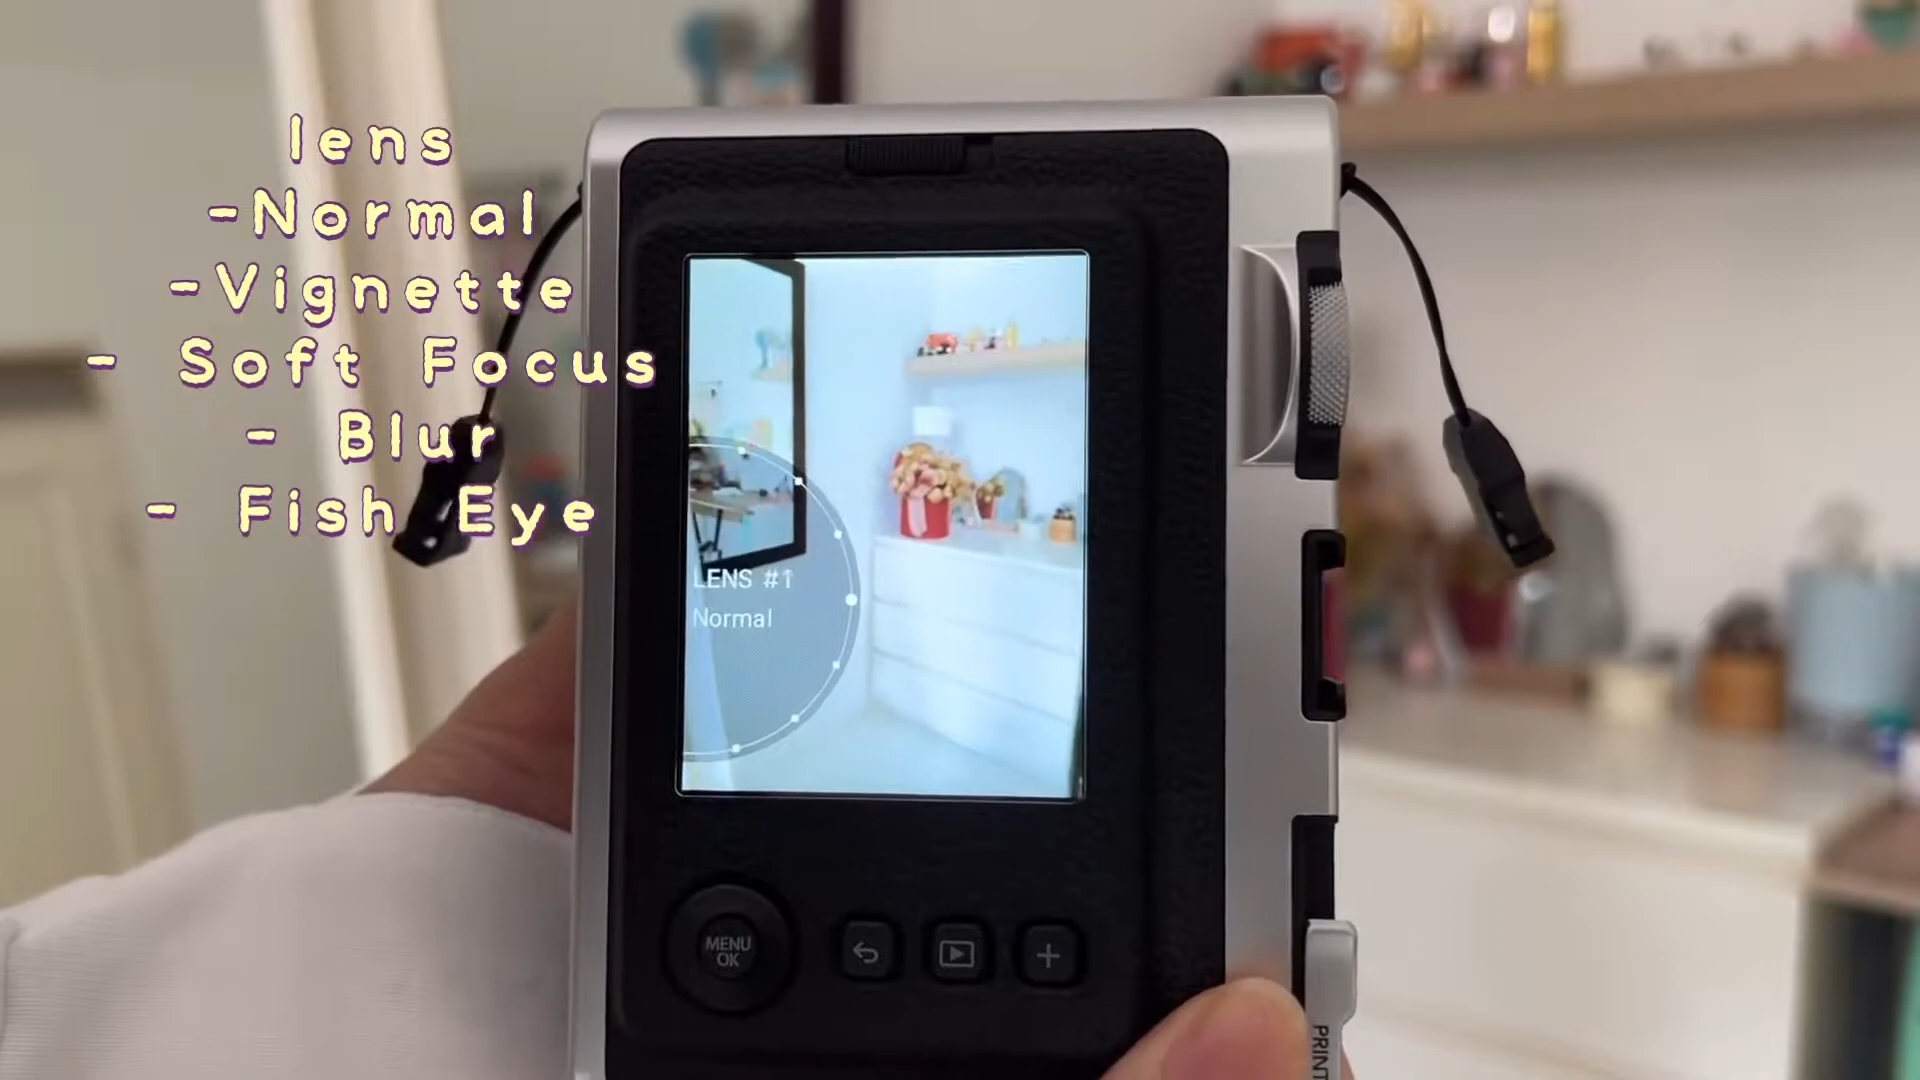 lens
-Normal
-Vignette
- Soft Focus
- Blur
- Fish Eye
LENS #1
Normal
MENU
OK
PRINT